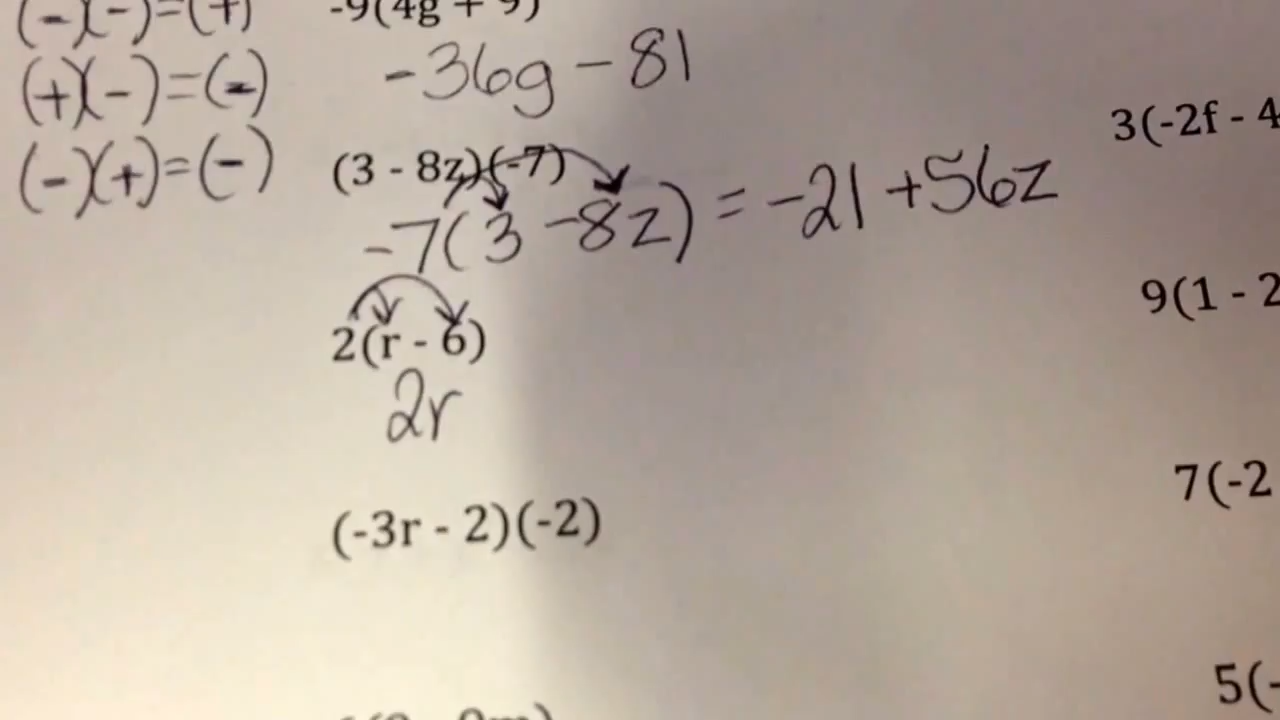 (-)(-)=(+)
-9(4g + 9)
(+)(-)=(-)
-36g - 81
(-)(+)=(-)
(3 - 8z)(-7)
-7(3 -8z) = -21 +56z
2(r - 6)
2r
(-3r - 2)(-2)
3(-2f - 4
9(1 - 2
7(-2
5(-